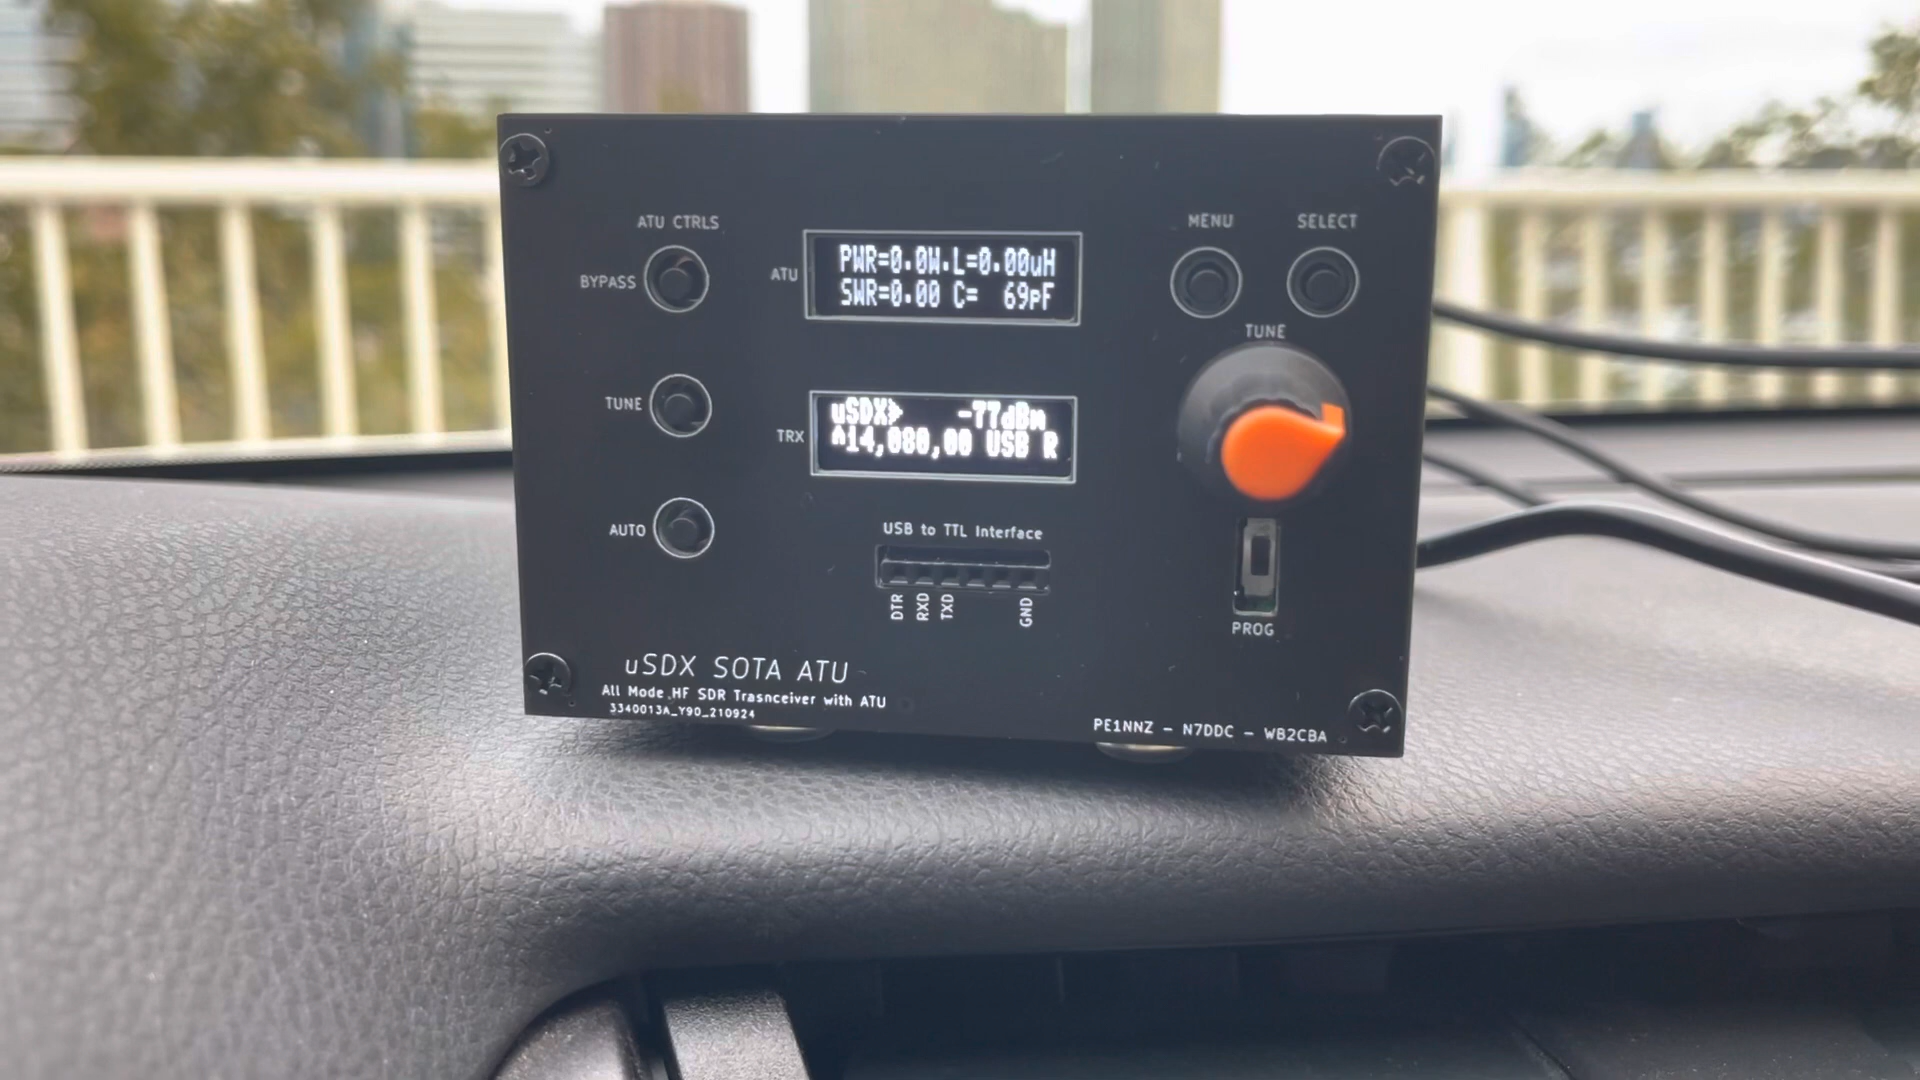 ATU CTRLS
BYPASS
TUNE
AUTO
ATU
PWR=0.0W.L=0.00uH
SWR=0.00 C=  69pF
TRX
uSDX> -77dBm
^14,080,00 USB R
USB to TTL Interface
DTR
RXD
TXD
GND
MENU
SELECT
TUNE
PROG
uSDX SOTA ATU
All Mode HF SDR Trasnceiver with ATU
3340013A_Y90_210924
PE1NNZ - N7DDC - WB2CBA